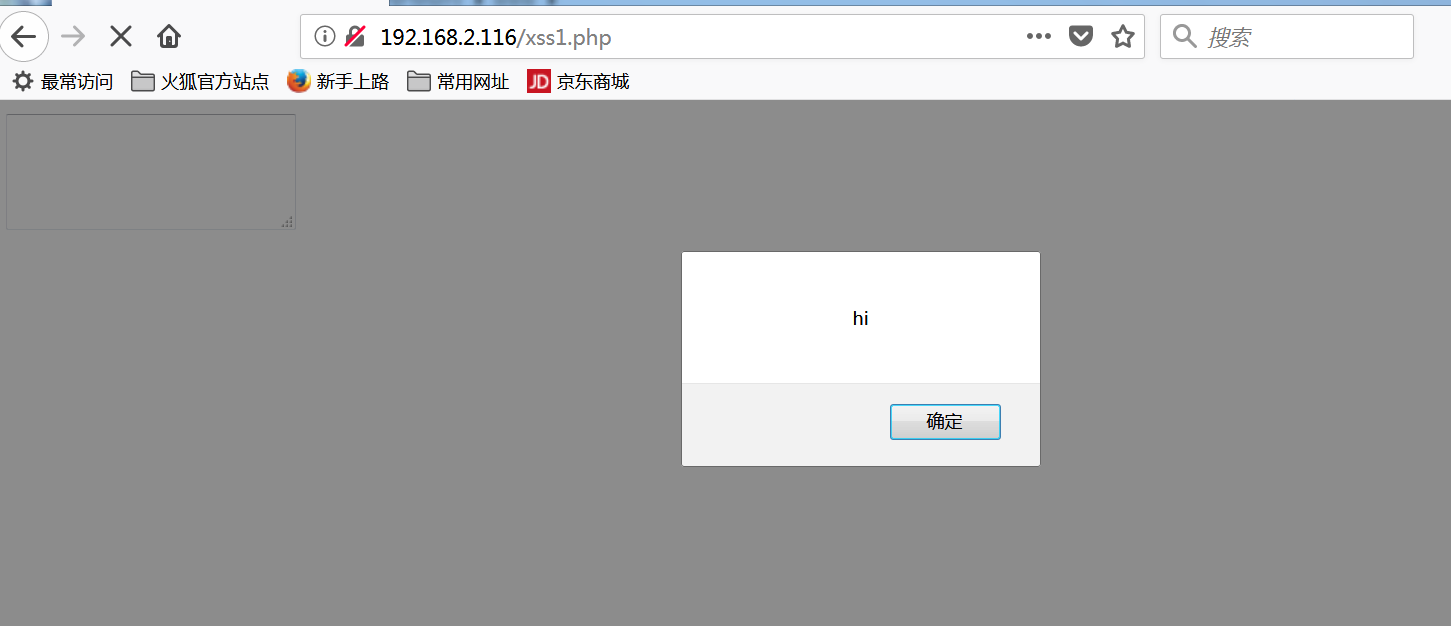 192.168.2.116/xss1.php
搜索
最常访问 火狐官方站点 新手上路 常用网址 JD 京东商城
hi
确定